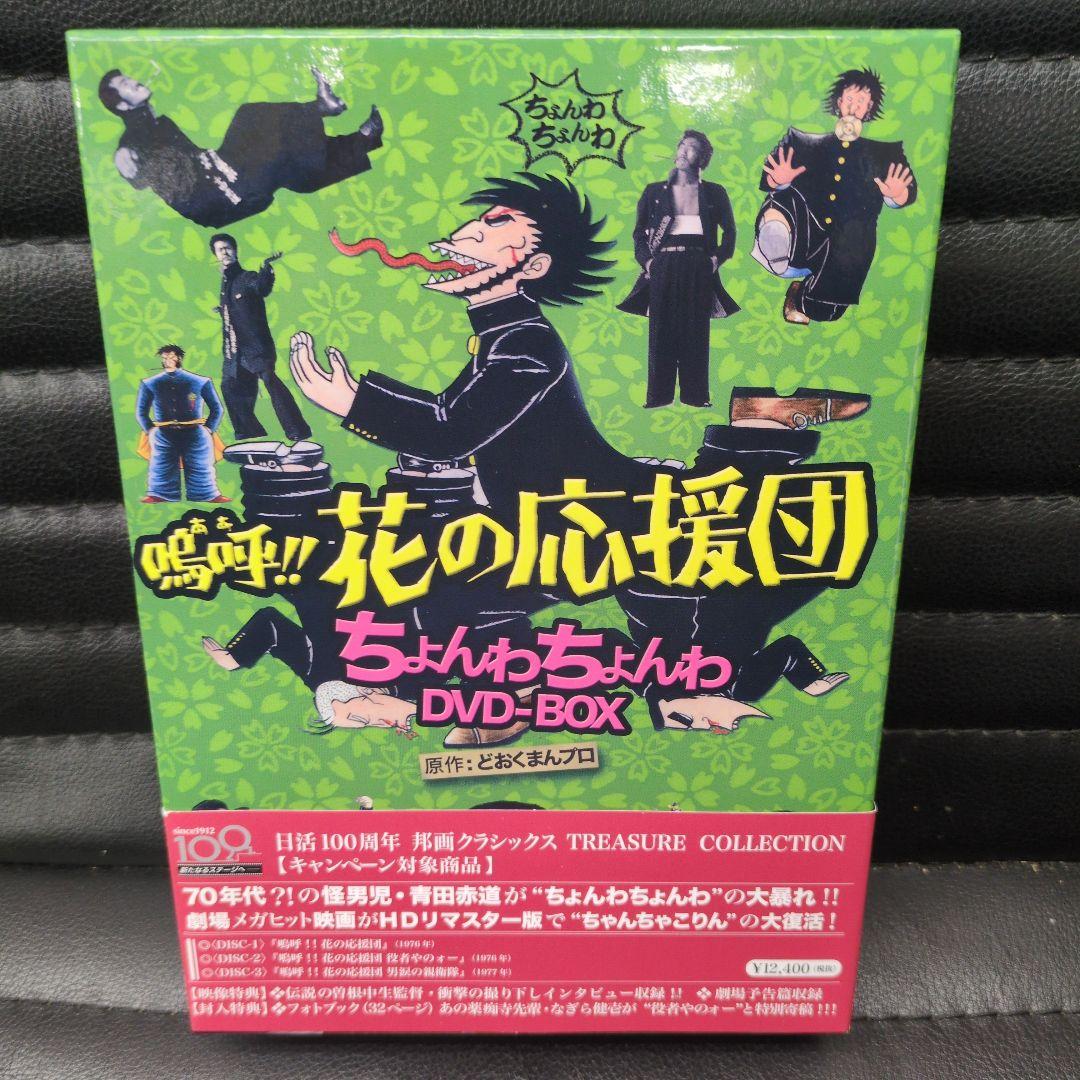 ちょんわ
ちょんわ
ああ
嗚呼!! 花の応援団
ちょんわちょんわ
DVD-BOX
原作：どおくまんプロ
since1912
100
新たなるステージへ
日活100周年 邦画クラシックス TREASURE COLLECTION
【キャンペーン対象商品】
70年代?!の怪男児・青田赤道が“ちょんわちょんわ”の大暴れ!!
劇場メガヒット映画がHDリマスター版で“ちゃんちゃこりん”の大復活!
◎〈DISC-1〉『嗚呼!!花の応援団』(1976年)
◎〈DISC-2〉『嗚呼!!花の応援団 役者やのォー』(1976年)
◎〈DISC-3〉『嗚呼!!花の応援団 男涙の親衛隊』(1977年)
¥12,400(税抜)
【映像特典】❖伝説の曽根中生監督・衝撃の撮り下しインタビュー収録!! ❖劇場予告篇収録
【封入特典】❖フォトブック(32ページ)あの薬痴寺先輩・なぎら健壱が“役者やのォー”と特別寄稿!!!